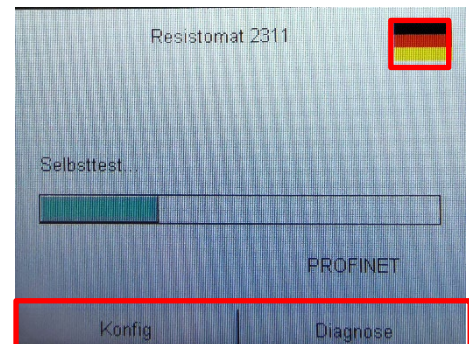 Resistomat 2311
Selbsttest...
PROFINET
Konfig
Diagnose